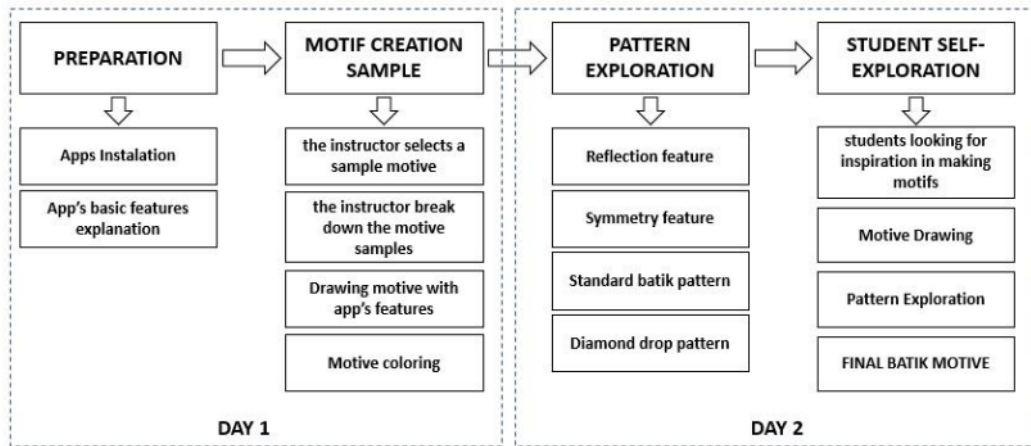 PREPARATION
Apps Instalation
App's basic features
explanation
MOTIF CREATION
SAMPLE
the instructor selects a
sample motive
the instructor break
down the motive
samples
Drawing motive with
app's features
Motive coloring
DAY 1
PATTERN
EXPLORATION
Reflection feature
Symmetry feature
Standard batik pattern
Diamond drop pattern
STUDENT SELF-
EXPLORATION
students looking for
inspiration in making
motifs
Motive Drawing
Pattern Exploration
FINAL BATIK MOTIVE
DAY 2